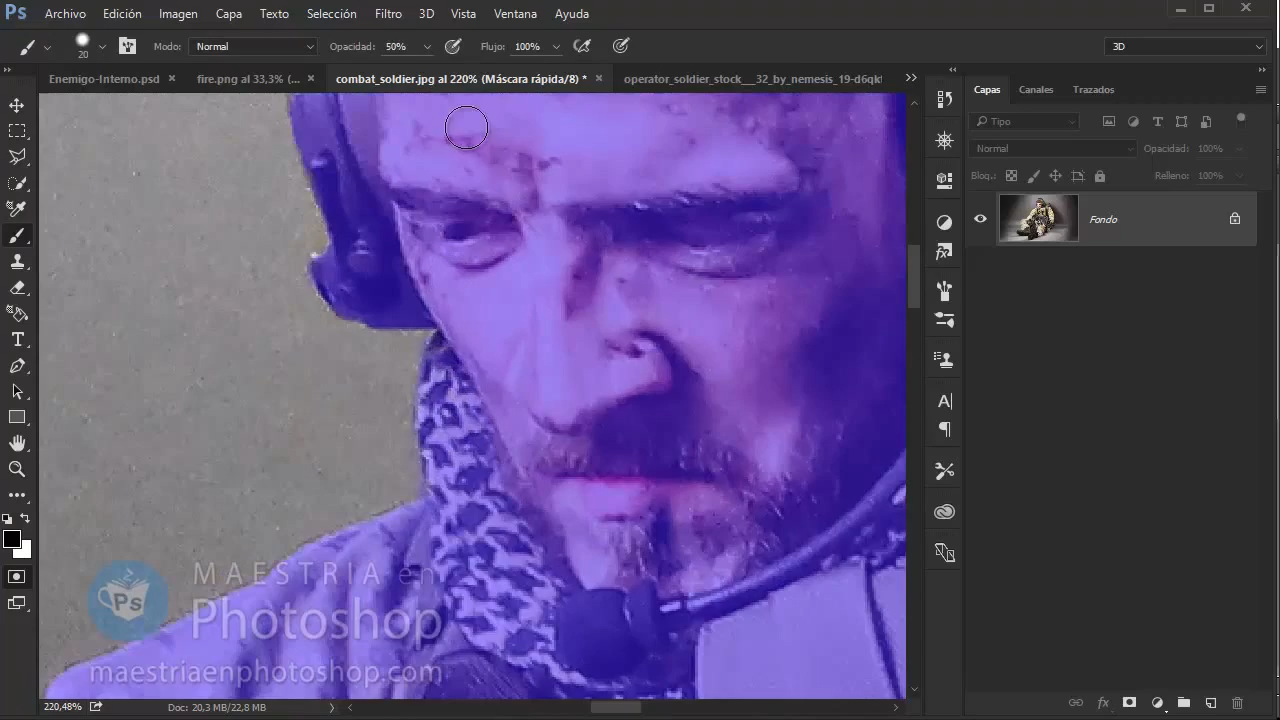 Ps Archivo Edición Imagen Capa Texto Selección Filtro 3D Vista Ventana Ayuda
20 Modo: Normal Opacidad: 50% Flujo: 100% 3D
Enemigo-Interno.psd × fire.png al 33,3% (... × combat_soldier.jpg al 220% (Máscara rápida/8) * × operator_soldier_stock___32_by_nemesis_19-d6qkt
Capas Canales Trazados
Tipo
Normal Opacidad: 100%
Bloq.: Relleno: 100%
Fondo
MAESTRIA en
Ps Photoshop
maestriaenphotoshop.com
220,48% Doc: 20,3 MB/22,8 MB